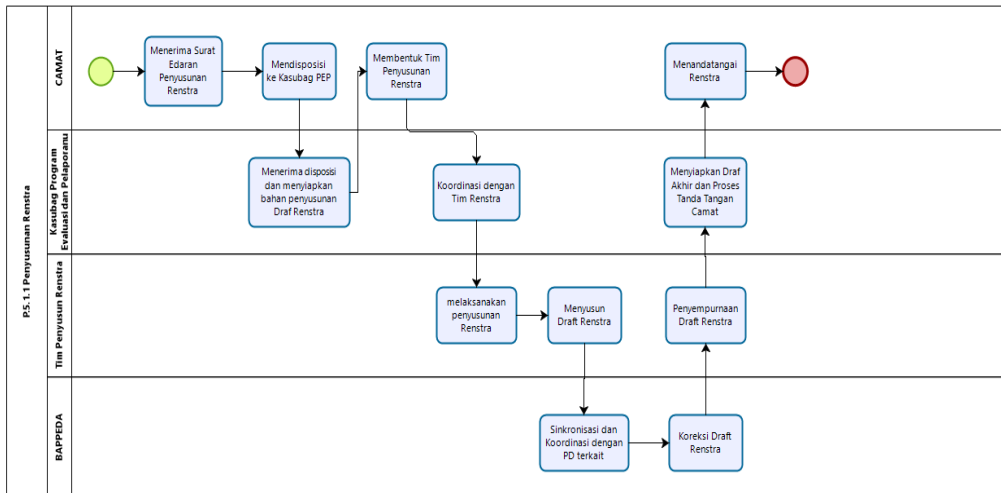 P.5.1.1 Penyusunan Renstra
CAMAT
Menerima Surat
Edaran
Penyusunan
Renstra
Mendisposisi
ke Kasubag PEP
Membentuk Tim
Penyusunan
Renstra
Menandatangai
Renstra
Kasubag Program
Evaluasi dan Pelaporanu
Menerima disposisi
dan menyiapkan
bahan penyusunan
Draf Renstra
Koordinasi dengan
Tim Renstra
Menyiapkan Draf
Akhir dan Proses
Tanda Tangan
Camat
Tim Penyusun Renstra
melaksanakan
penyusunan
Renstra
Menyusun
Draft Renstra
Penyempurnaan
Draft Renstra
BAPPEDA
Sinkronisasi dan
Koordinasi dengan
PD terkait
Koreksi Draft
Renstra